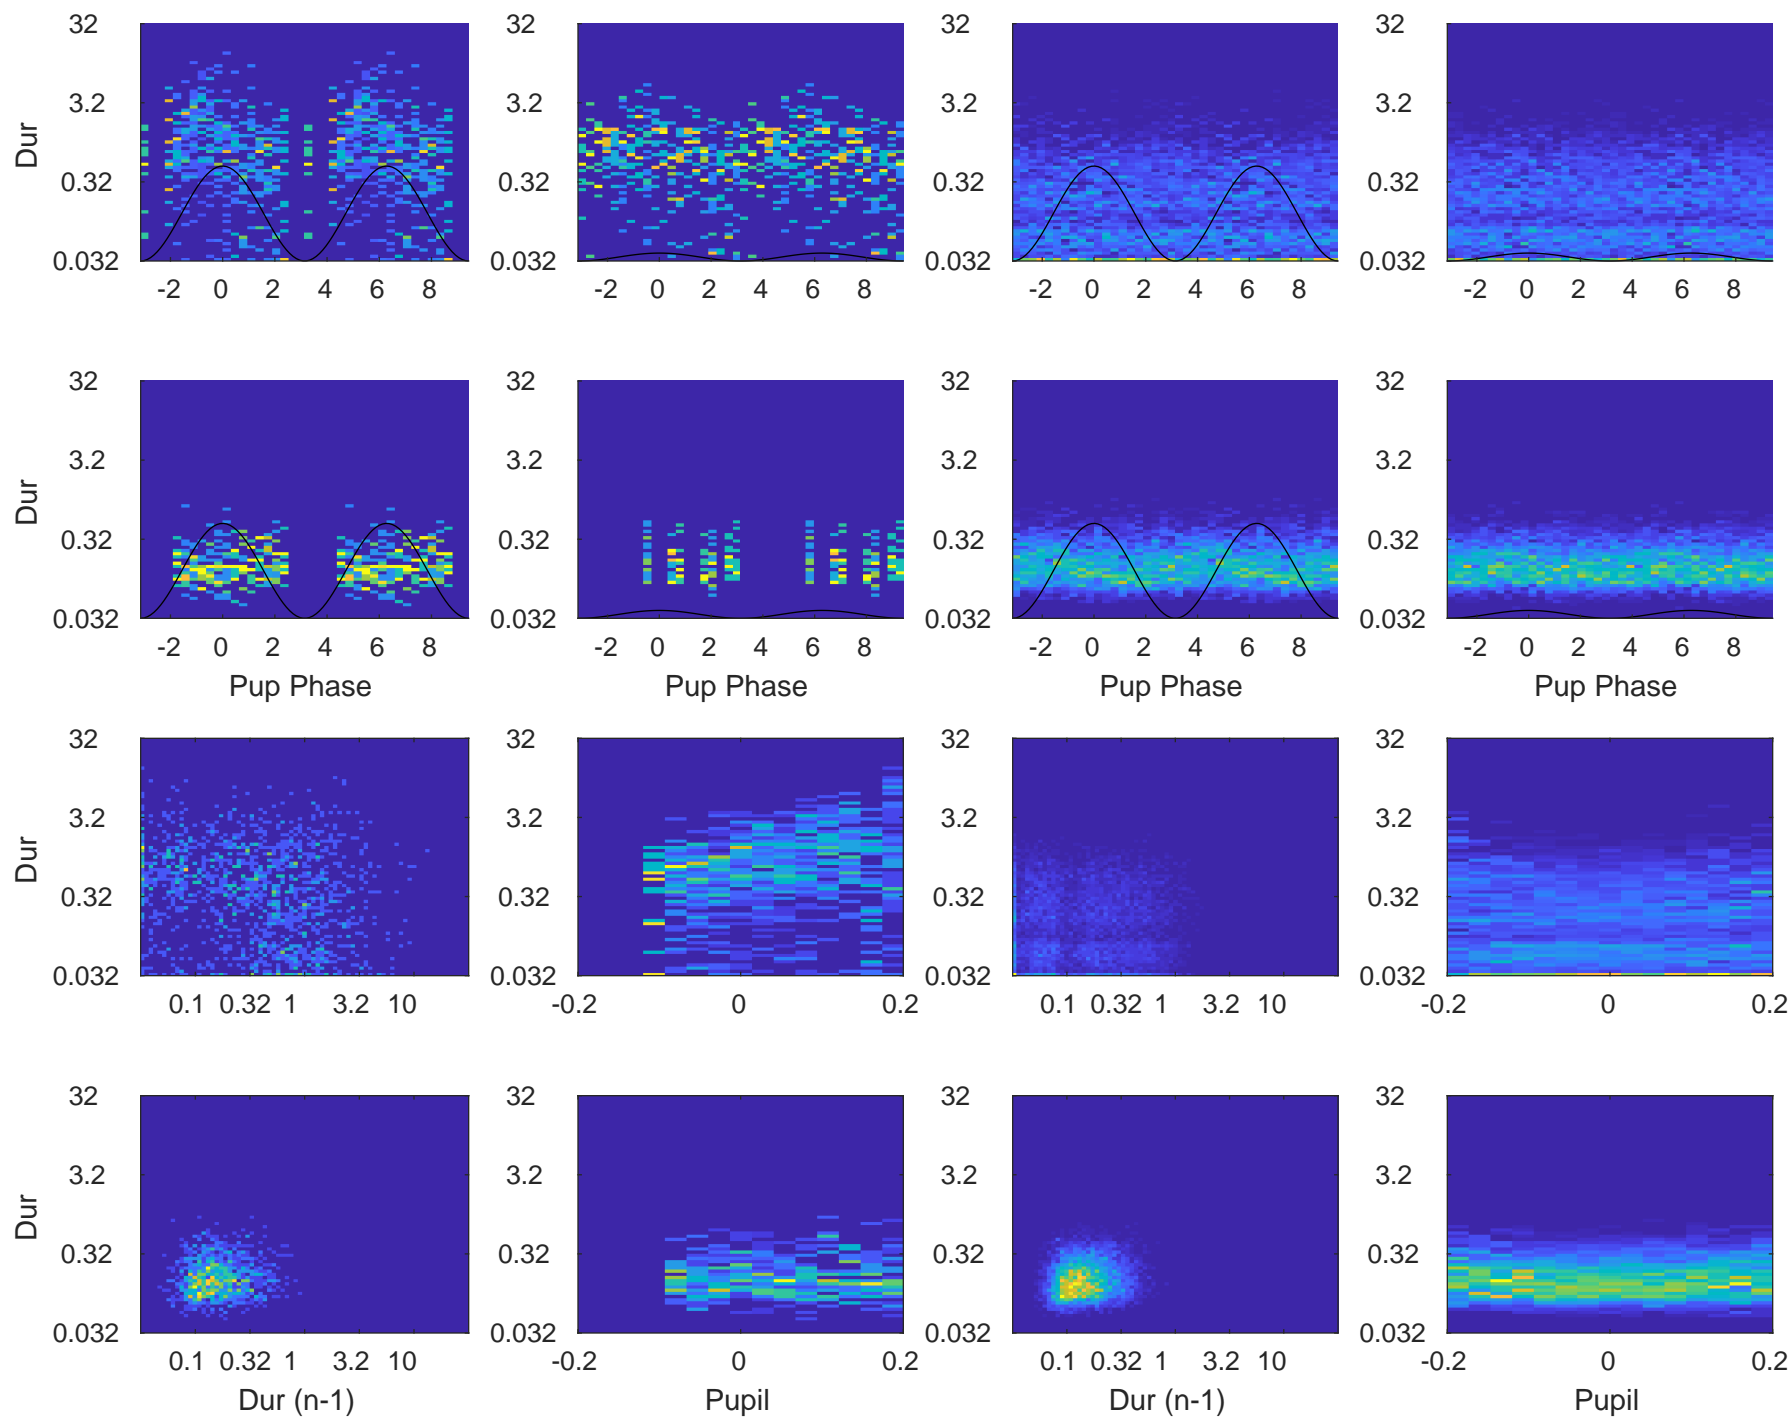 32 32 32 32
3.2 3.2 3.2 3.2
Dur
0.32 0.32 0.32 0.32
0.032 0.032 0.032 0.032
-2 0 2 4 6 8 -2 0 2 4 6 8 -2 0 2 4 6 8 -2 0 2 4 6 8
32 32 32 32
3.2 3.2 3.2 3.2
Dur
0.32 0.32 0.32 0.32
0.032 0.032 0.032 0.032
-2 0 2 4 6 8 -2 0 2 4 6 8 -2 0 2 4 6 8 -2 0 2 4 6 8
Pup Phase Pup Phase Pup Phase Pup Phase
32 32 32 32
3.2 3.2 3.2 3.2
Dur
0.32 0.32 0.32 0.32
0.032 0.032 0.032 0.032
0.1 0.32 1 3.2 10 -0.2 0 0.2 0.1 0.32 1 3.2 10 -0.2 0 0.2
32 32 32 32
3.2 3.2 3.2 3.2
Dur
0.32 0.32 0.32 0.32
0.032 0.032 0.032 0.032
0.1 0.32 1 3.2 10 -0.2 0 0.2 0.1 0.32 1 3.2 10 -0.2 0 0.2
Dur (n-1) Pupil Dur (n-1) Pupil